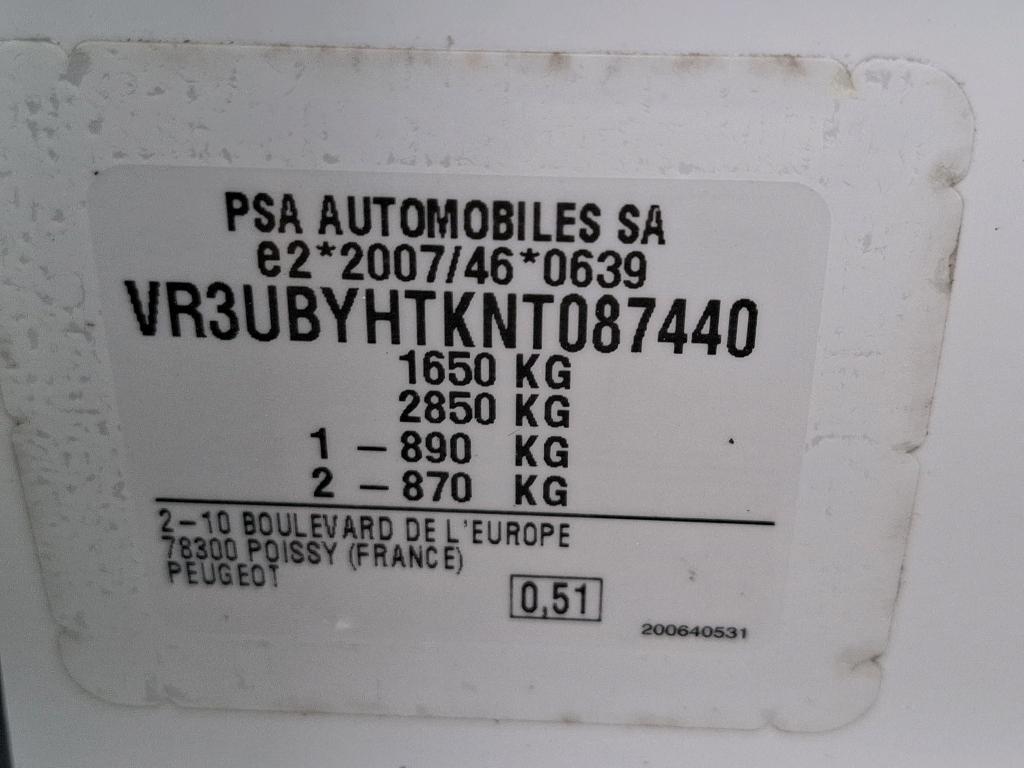 PSA AUTOMOBILES SA
e2*2007/46*0639
VR3UBYHTKNT087440
1650 KG
2850 KG
1 - 890 KG
2 - 870 KG
2-10 BOULEVARD DE L'EUROPE
78300 POISSY (FRANCE)
PEUGEOT
0,51
200640531